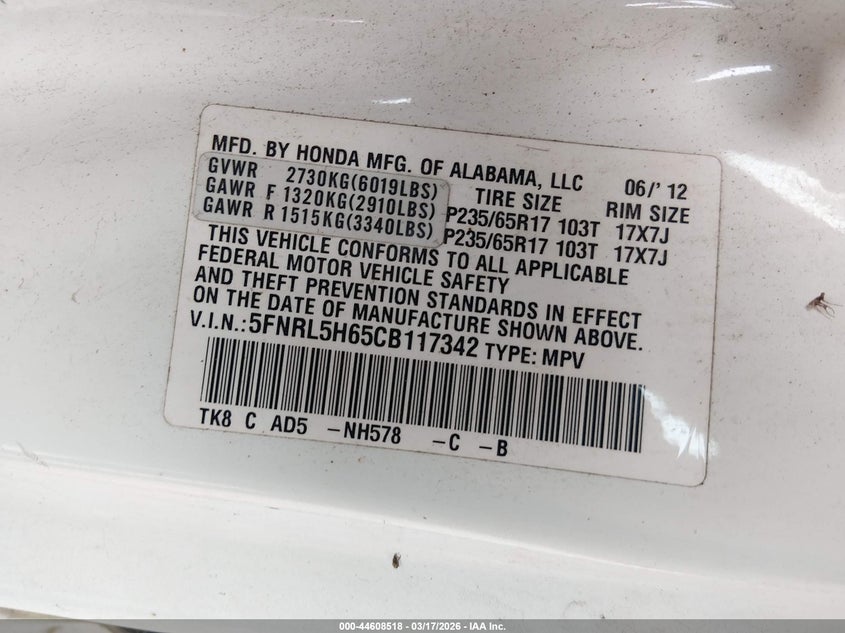 MFD. BY HONDA MFG. OF ALABAMA, LLC 06/'12
GVWR 2730KG(6019LBS) TIRE SIZE RIM SIZE
GAWR F 1320KG(2910LBS) P235/65R17 103T 17X7J
GAWR R 1515KG(3340LBS) P235/65R17 103T 17X7J
THIS VEHICLE CONFORMS TO ALL APPLICABLE
FEDERAL MOTOR VEHICLE SAFETY
AND THEFT PREVENTION STANDARDS IN EFFECT
ON THE DATE OF MANUFACTURE SHOWN ABOVE.
V.I.N.:5FNRL5H65CB117342 TYPE: MPV
TK8 C AD5 -NH578 -C -B
000-44608518 - 03/17/2026 - IAA Inc.